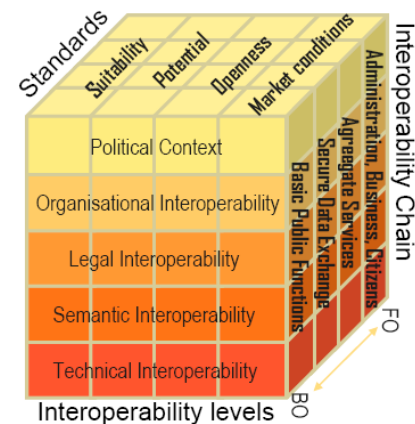 Standards
Suitability
Potential
Openness
Market conditions
Interoperability Chain
Political Context
Organisational Interoperability
Legal Interoperability
Semantic Interoperability
Technical Interoperability
Basic Public Functions
Secure Data Exchange
Agreegate Services
Administration, Business, Citizens
BO
FO
Interoperability levels